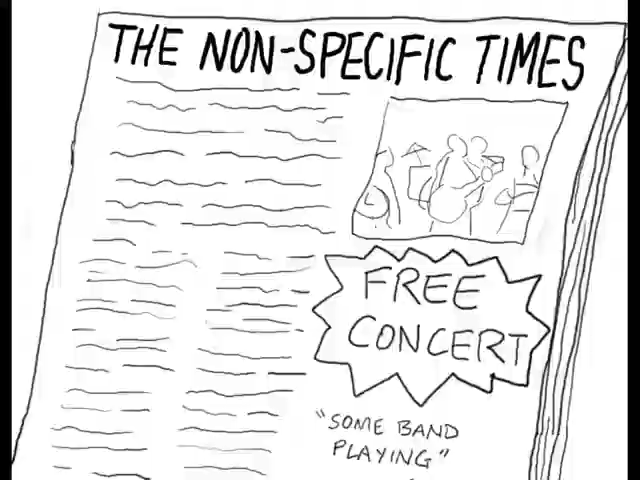 THE NON-SPECIFIC TIMES
FREE
CONCERT
"SOME BAND
PLAYING"